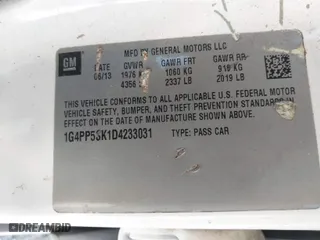 GM
MFD BY GENERAL MOTORS LLC
DATE GVWR GAWR FRT GAWR RR
06/13 1976 KG 1060 KG 916 KG
4356 LB 2337 LB 2019 LB
THIS VEHICLE CONFORMS TO ALL APPLICABLE U.S. FEDERAL MOTOR
VEHICLE SAFETY, BUMPER, AND THEFT PREVENTION STANDARDS IN
EFFECT ON THE DATE OF MANUFACTURE SHOWN ABOVE.
1G4PP5SK1D4233031 TYPE: PASS CAR